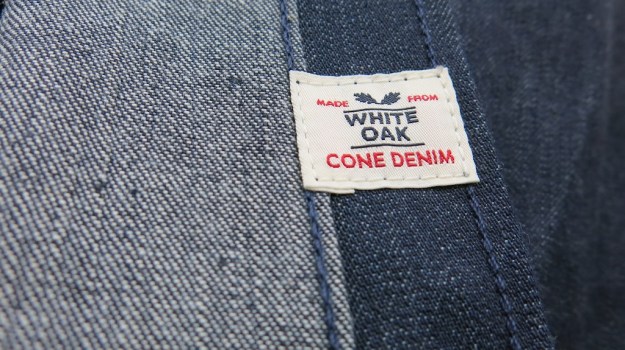 MADE FROM
WHITE
OAK
CONE DENIM